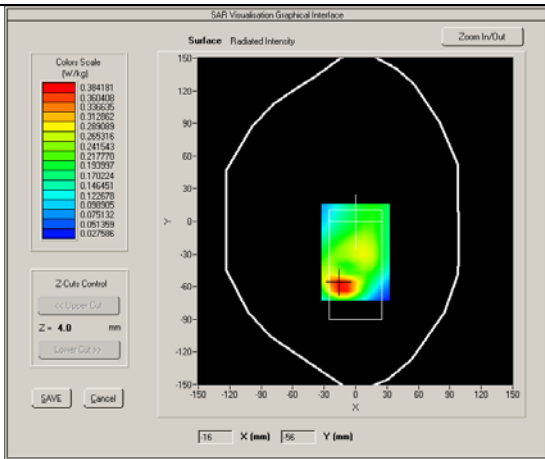 SAR Visualisation Graphical Interface
Surface Radiated Intensity
Zoom In/Out
Colors Scale
(W/kg)
0.384181
0.360408
0.336635
0.312862
0.289089
0.265316
0.241543
0.217770
0.193997
0.170224
0.146451
0.122678
0.098905
0.075132
0.051359
0.027586
150
120
90
60
30
0
-30
-60
-90
-120
-150
Y
-150 -120 -90 -60 -30 0 30 60 90 120 150
X
Z-Cuts Control
<< Upper Cut
Z = 4.0 mm
Lower Cut >>
SAVE Cancel
-16 X (mm) -56 Y (mm)